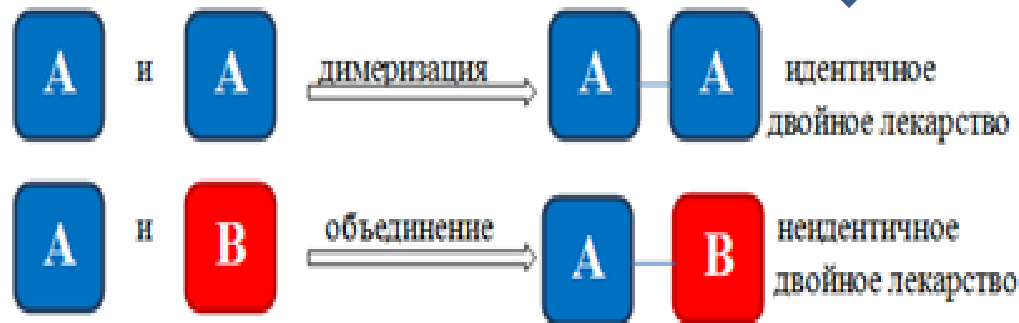 А и А димеризация А А идентичное
двойное лекарство
А и В объединение А В неидентичное
двойное лекарство